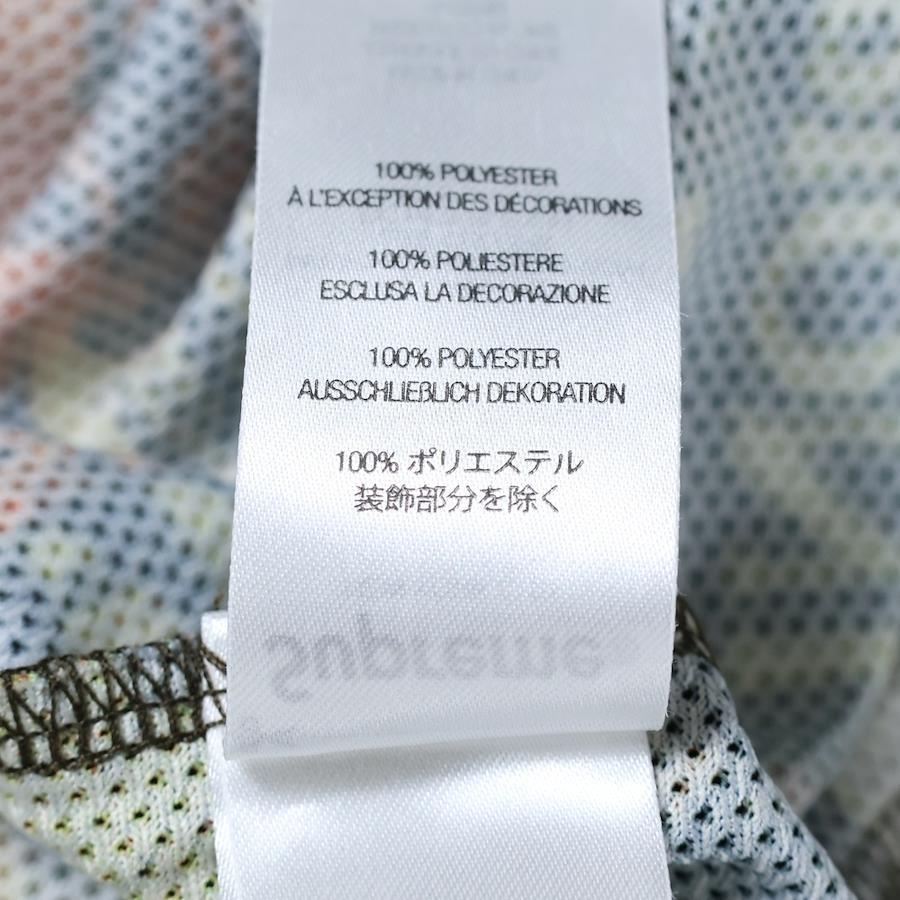 100% POLYESTER
À L'EXCEPTION DES DÉCORATIONS
100% POLIESTERE
ESCLUSA LA DECORAZIONE
100% POLYESTER
AUSSCHLIEßLICH DEKORATION
100% ポリエステル
装飾部分を除く
supreme